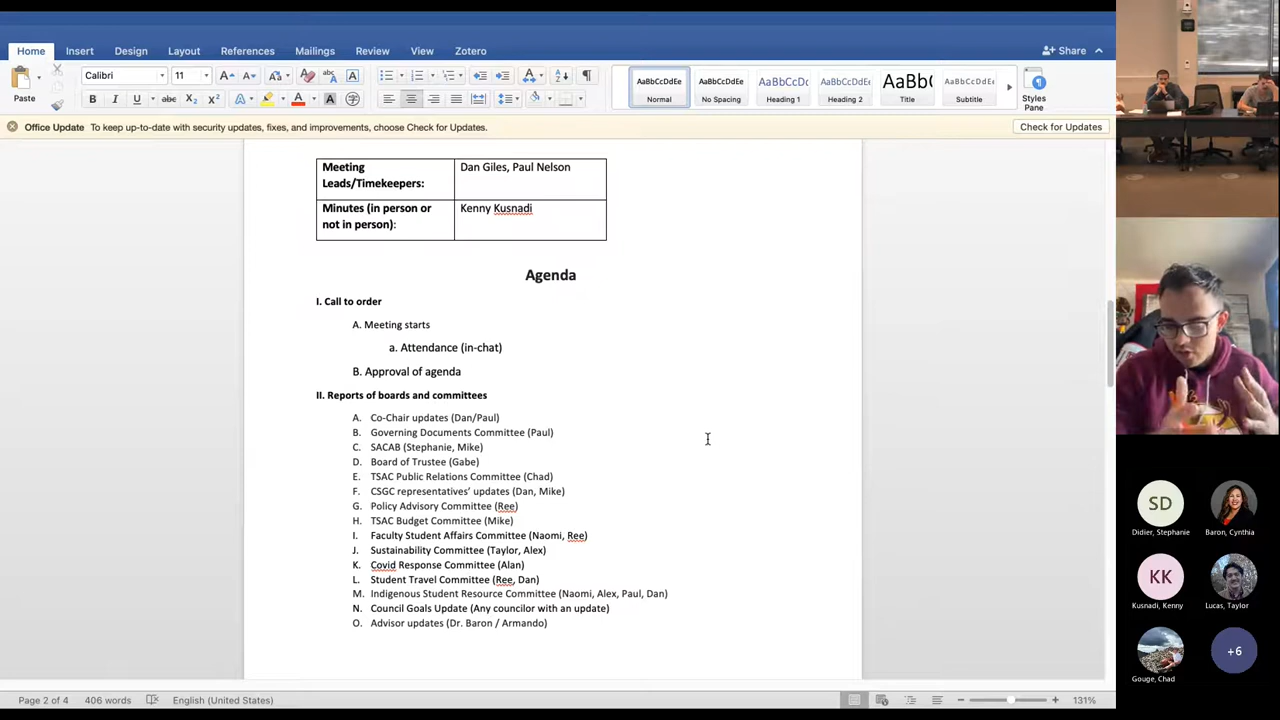 Home Insert Design Layout References Mailings Review View Zotero Share
Paste
Calibri 11
AaBbCcDdEe AaBbCcDdEe AaBbCcDc AaBbCcDdEe AaBb( AaBbCcDdEe
Normal No Spacing Heading 1 Heading 2 Title Subtitle
Styles
Pane
Office Update To keep up-to-date with security updates, fixes, and improvements, choose Check for Updates. Check for Updates
Meeting Leads/Timekeepers: Dan Giles, Paul Nelson
Minutes (in person or not in person): Kenny Kusnadi
Agenda
I. Call to order
A. Meeting starts
a. Attendance (in-chat)
B. Approval of agenda
II. Reports of boards and committees
A. Co-Chair updates (Dan/Paul)
B. Governing Documents Committee (Paul)
C. SACAB (Stephanie, Mike)
D. Board of Trustee (Gabe)
E. TSAC Public Relations Committee (Chad)
F. CSGC representatives’ updates (Dan, Mike)
G. Policy Advisory Committee (Ree)
H. TSAC Budget Committee (Mike)
I. Faculty Student Affairs Committee (Naomi, Ree)
J. Sustainability Committee (Taylor, Alex)
K. Covid Response Committee (Alan)
L. Student Travel Committee (Ree, Dan)
M. Indigenous Student Resource Committee (Naomi, Alex, Paul, Dan)
N. Council Goals Update (Any councilor with an update)
O. Advisor updates (Dr. Baron / Armando)
Page 2 of 4 406 words English (United States) 131%
SD
Didier, Stephanie Baron, Cynthia
KK
Kusnadi, Kenny Lucas, Taylor
+6
Gouge, Chad